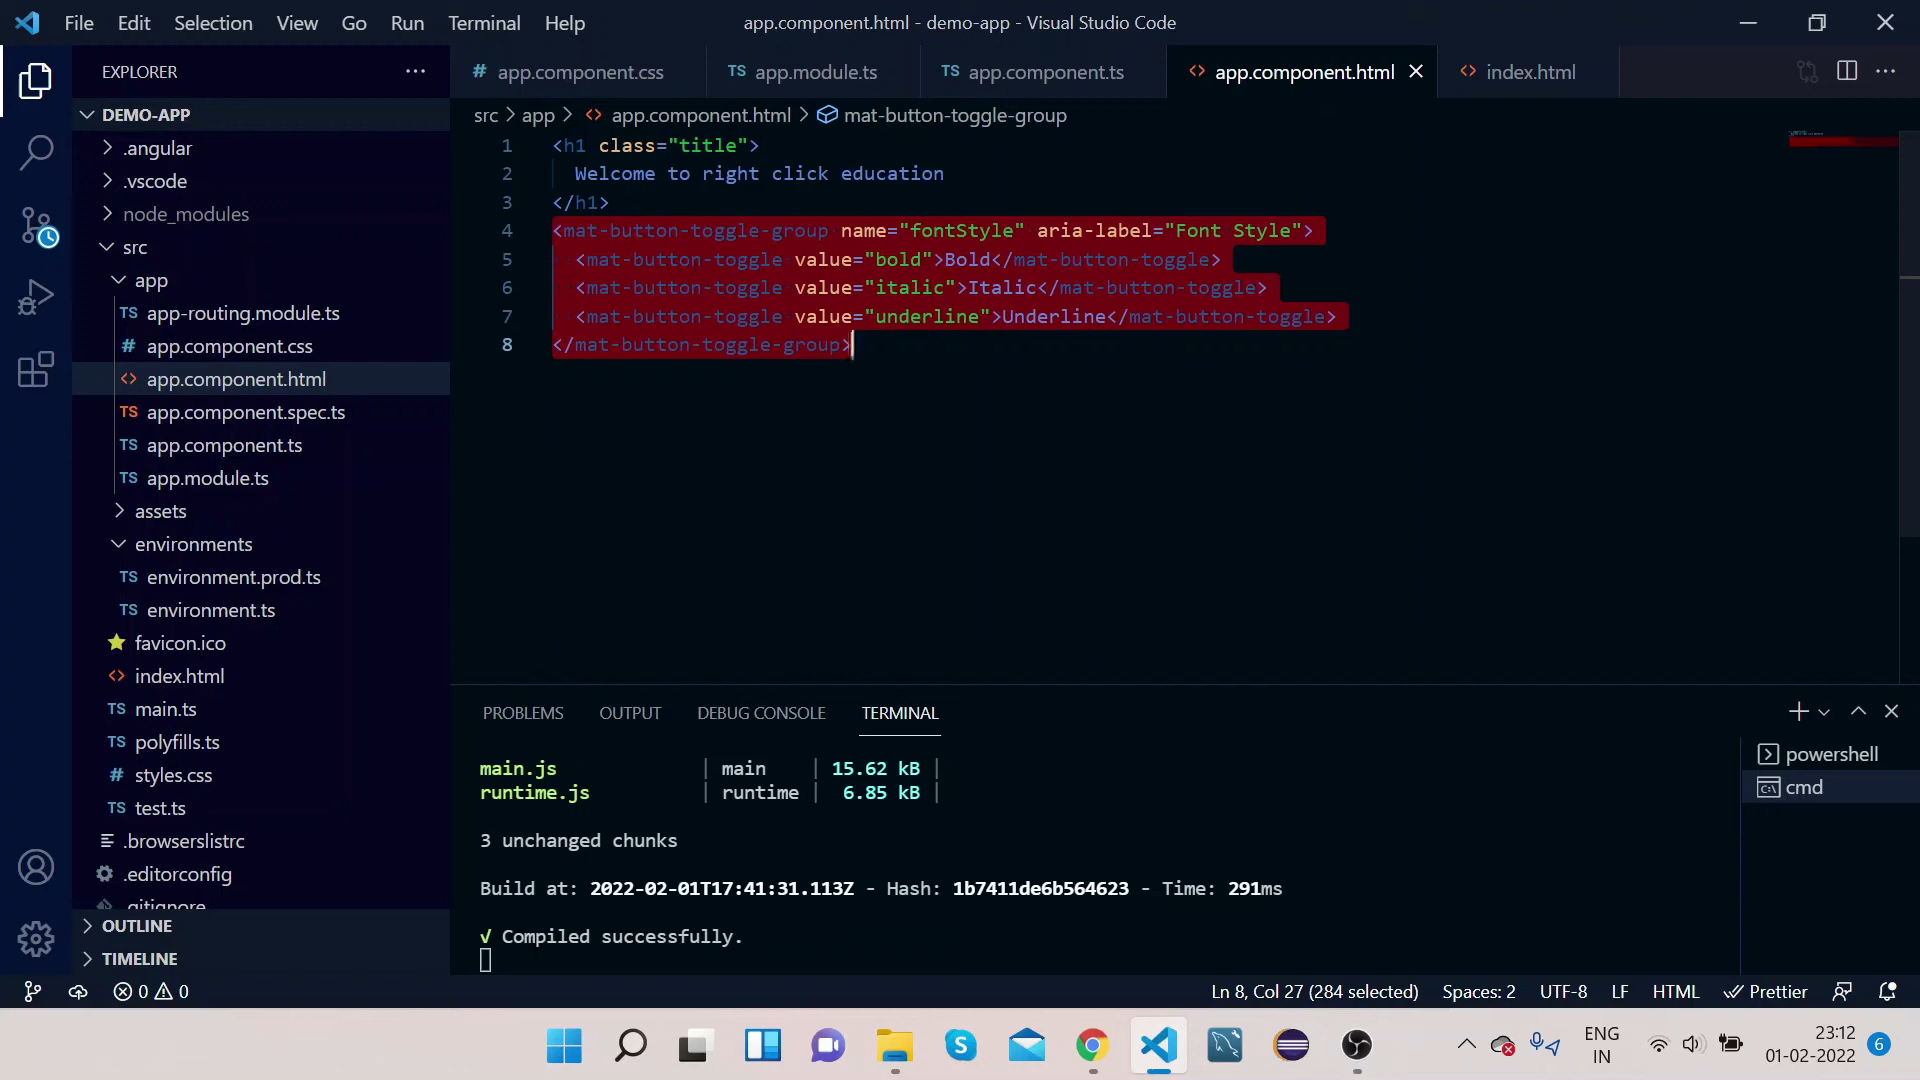 File Edit Selection View Go Run Terminal Help
app.component.html - demo-app - Visual Studio Code
EXPLORER
# app.component.css
TS app.module.ts
TS app.component.ts
<> app.component.html
<> index.html
DEMO-APP
src > app > <> app.component.html > mat-button-toggle-group
.angular
.vscode
node_modules
src
app
TS app-routing.module.ts
# app.component.css
<> app.component.html
TS app.component.spec.ts
TS app.component.ts
TS app.module.ts
assets
environments
TS environment.prod.ts
TS environment.ts
favicon.ico
<> index.html
TS main.ts
TS polyfills.ts
# styles.css
TS test.ts
.browserslistrc
.editorconfig
.gitignore
OUTLINE
TIMELINE
1 <h1 class="title">
2 Welcome to right click education
3 </h1>
4 <mat-button-toggle-group name="fontStyle" aria-label="Font Style">
5 <mat-button-toggle value="bold">Bold</mat-button-toggle>
6 <mat-button-toggle value="italic">Italic</mat-button-toggle>
7 <mat-button-toggle value="underline">Underline</mat-button-toggle>
8 </mat-button-toggle-group>
PROBLEMS OUTPUT DEBUG CONSOLE TERMINAL
main.js | main | 15.62 kB |
runtime.js | runtime | 6.85 kB |
3 unchanged chunks
Build at: 2022-02-01T17:41:31.113Z - Hash: 1b7411de6b564623 - Time: 291ms
√ Compiled successfully.
powershell
cmd
0 0
Ln 8, Col 27 (284 selected) Spaces: 2 UTF-8 LF HTML Prettier
ENG
IN
23:12
01-02-2022
6